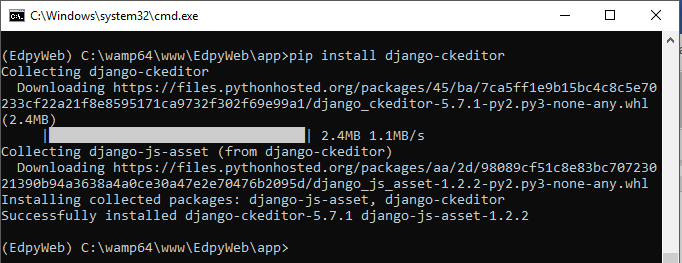 C:\Windows\system32\cmd.exe
(EdpyWeb) C:\wamp64\www\EdpyWeb\app>pip install django-ckeditor
Collecting django-ckeditor
Downloading https://files.pythonhosted.org/packages/45/ba/7ca5ff1e9b15bc4c8c5e70
233cf22a21f8e8595171ca9732f302f69e99a1/django_ckeditor-5.7.1-py2.py3-none-any.whl
(2.4MB)
|████████████████████████████████| 2.4MB 1.1MB/s
Collecting django-js-asset (from django-ckeditor)
Downloading https://files.pythonhosted.org/packages/aa/2d/98089cf51c8e83bc707230
21390b94a3638a4a0ce30a47e2e70476b2095d/django_js_asset-1.2.2-py2.py3-none-any.whl
Installing collected packages: django-js-asset, django-ckeditor
Successfully installed django-ckeditor-5.7.1 django-js-asset-1.2.2
(EdpyWeb) C:\wamp64\www\EdpyWeb\app>